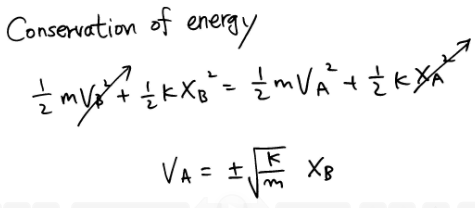 Conservation of energy
½ mV_B² + ½ kX_B² = ½ mV_A² + ½ kX_A²
V_A = ±√(k/m) X_B